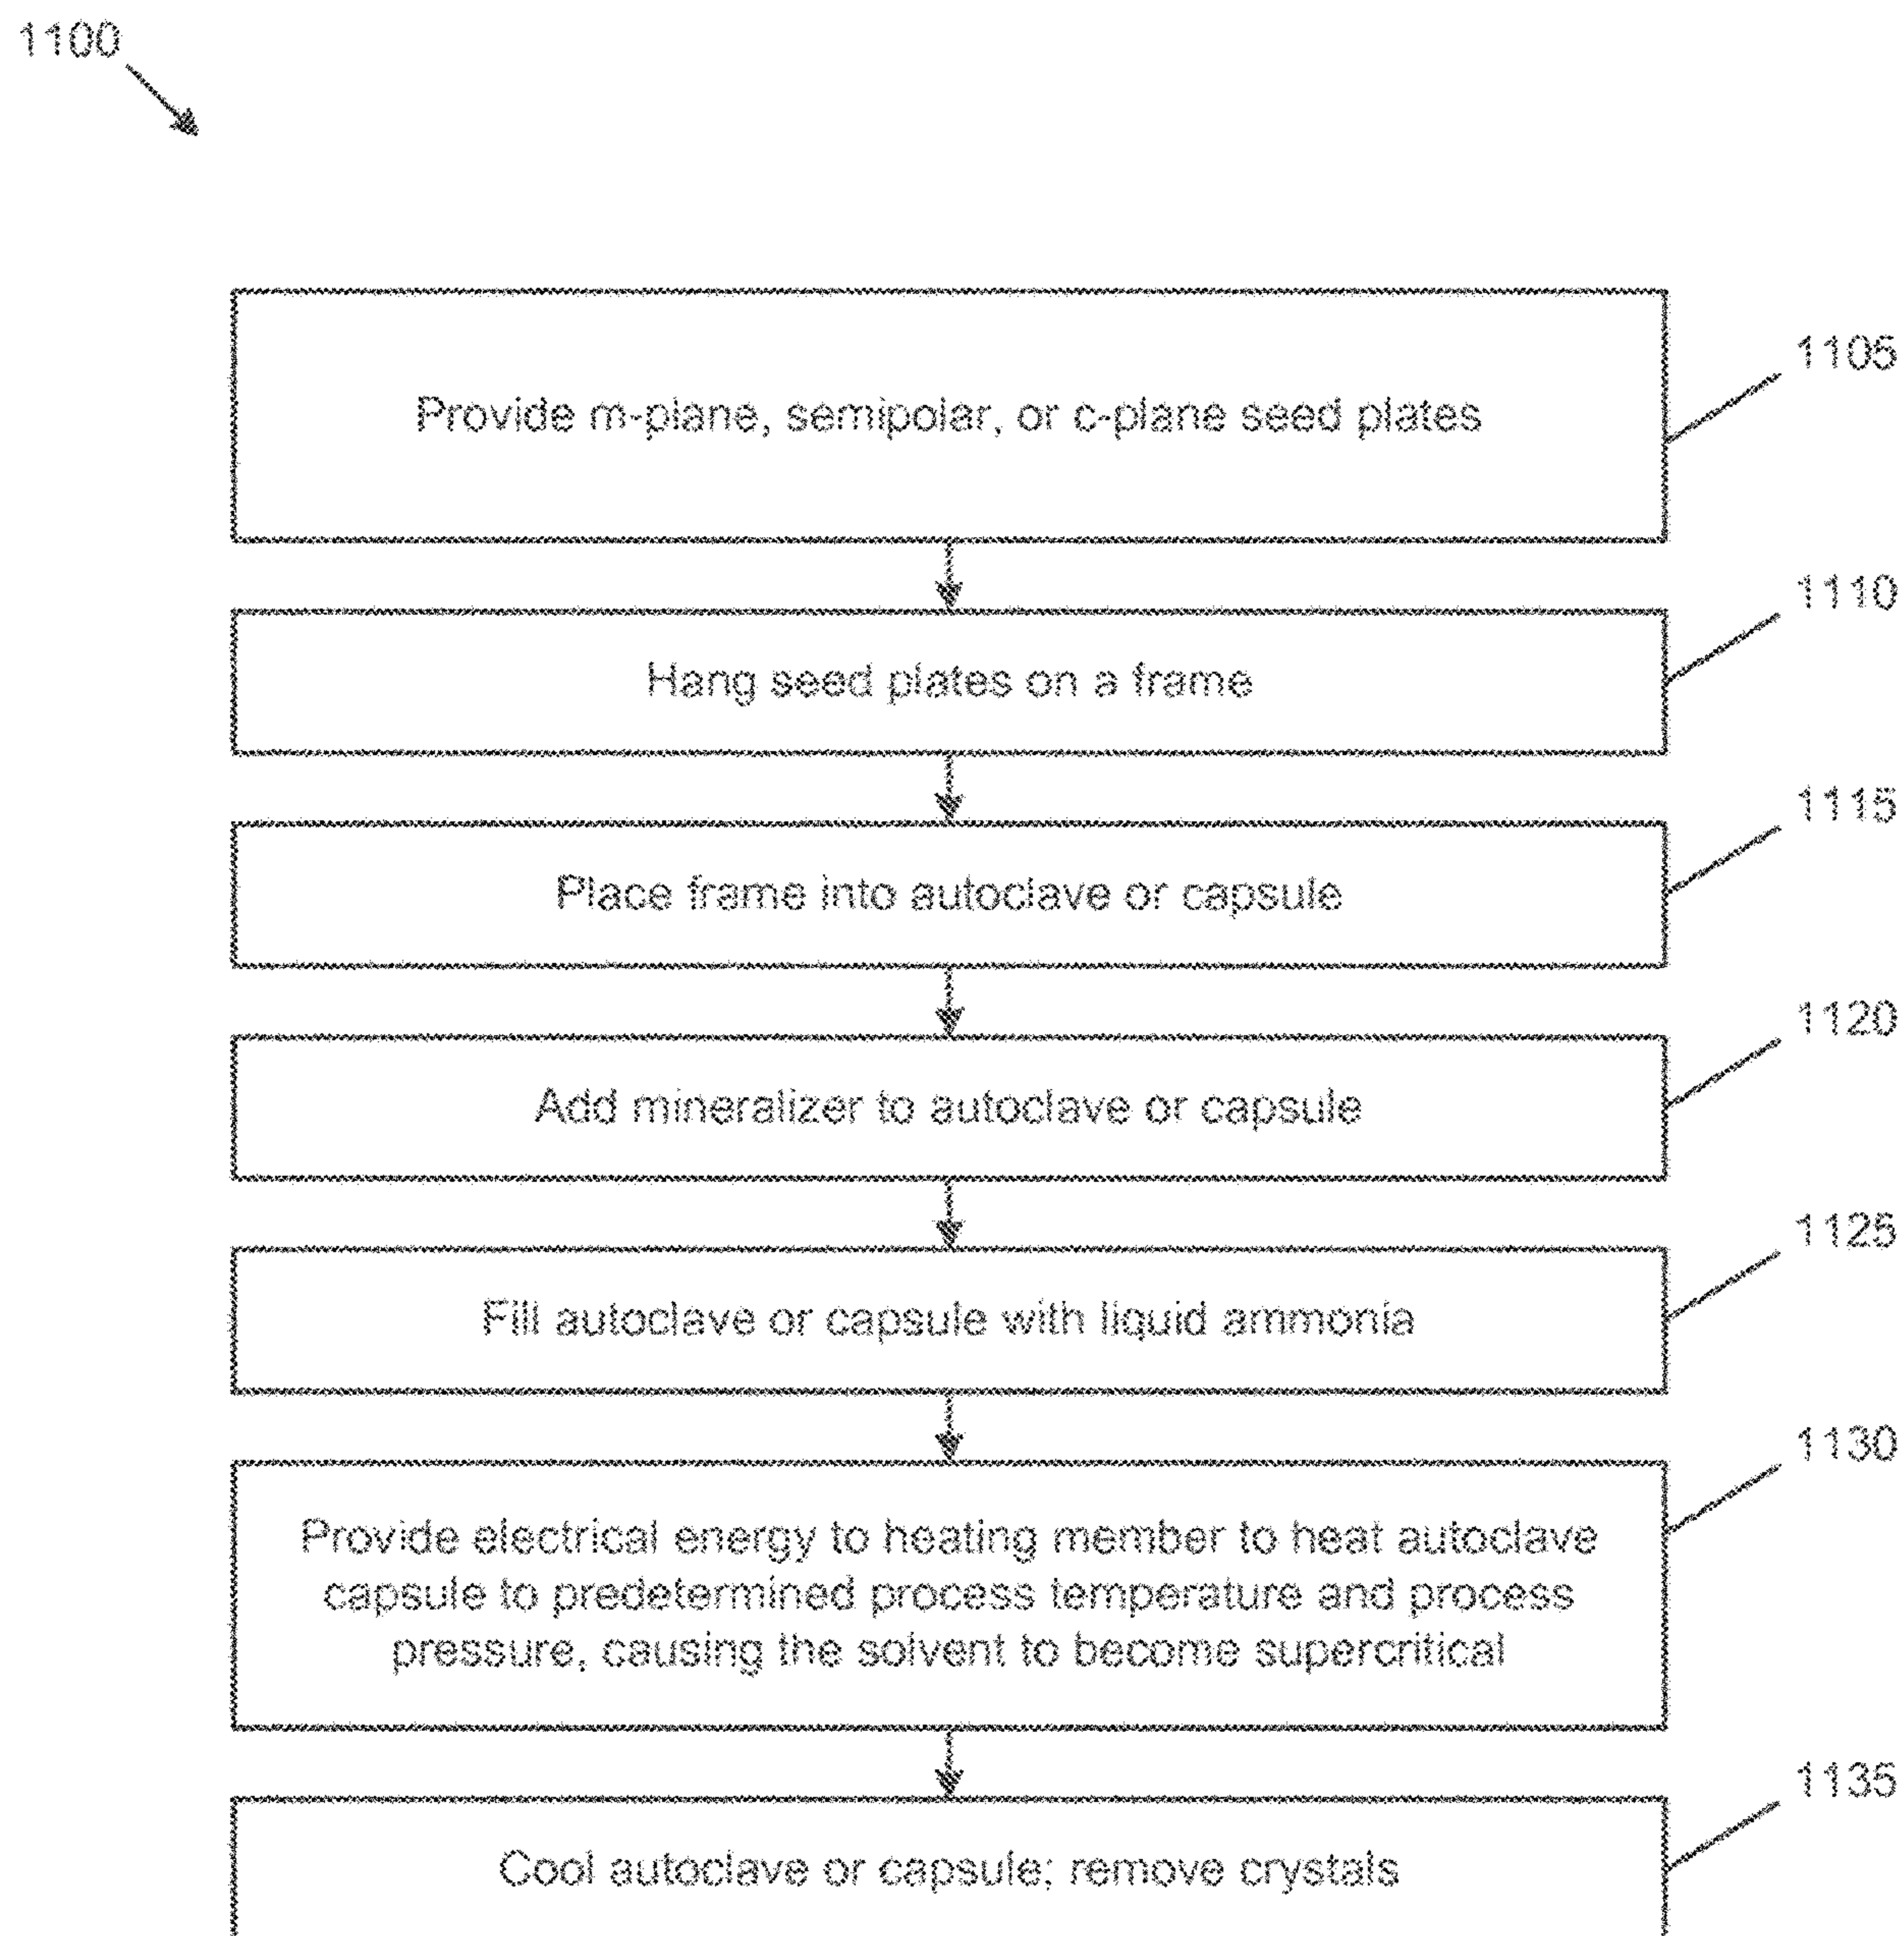 1100
Provide m-plane, semipolar, or c-plane seed plates
1105
Hang seed plates on a frame
1110
Place frame into autoclave or capsule
1115
Add mineralizer to autoclave or capsule
1120
Fill autoclave or capsule with liquid ammonia
1125
Provide electrical energy to heating member to heat autoclave
capsule to predetermined process temperature and process
pressure, causing the solvent to become supercritical
1130
Cool autoclave or capsule; remove crystals
1135